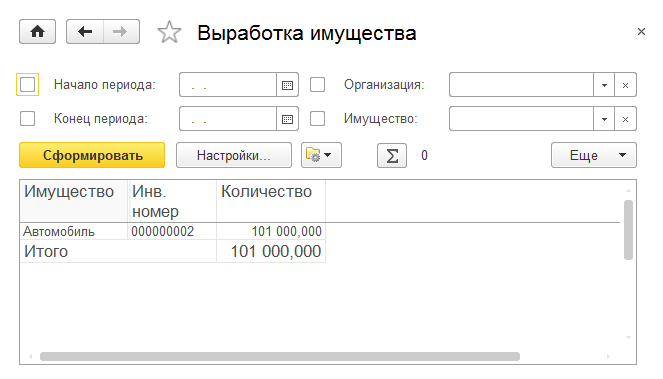 Выработка имущества
Начало периода: . . Организация:
Конец периода: . . Имущество:
Сформировать Настройки... Σ 0 Еще
Имущество Инв. номер Количество
Автомобиль 000000002 101 000,000
Итого 101 000,000